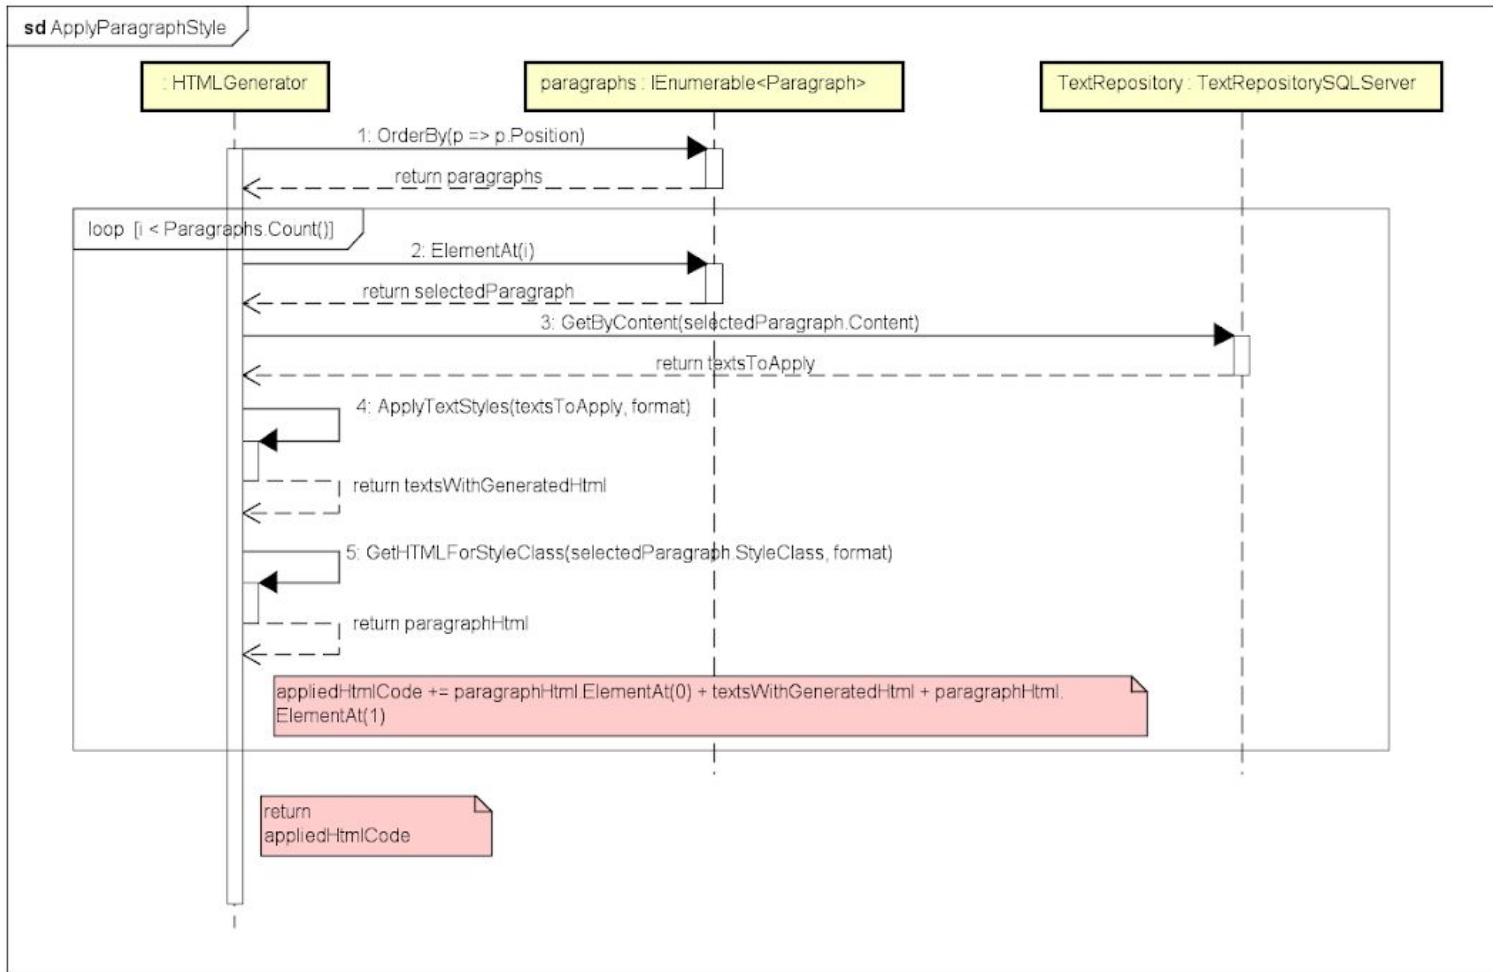 sd ApplyParagraphStyle
: HTMLGenerator
paragraphs : IEnumerable<Paragraph>
TextRepository : TextRepositorySQLServer
1: OrderBy(p => p.Position)
return paragraphs
loop [i < Paragraphs.Count()]
2: ElementAt(i)
return selectedParagraph
3: GetByContent(selectedParagraph.Content)
return textsToApply
4: ApplyTextStyles(textsToApply, format)
return textsWithGeneratedHtml
5: GetHTMLForStyleClass(selectedParagraph.StyleClass, format)
return paragraphHtml
appliedHtmlCode += paragraphHtml.ElementAt(0) + textsWithGeneratedHtml + paragraphHtml.
ElementAt(1)
return
appliedHtmlCode